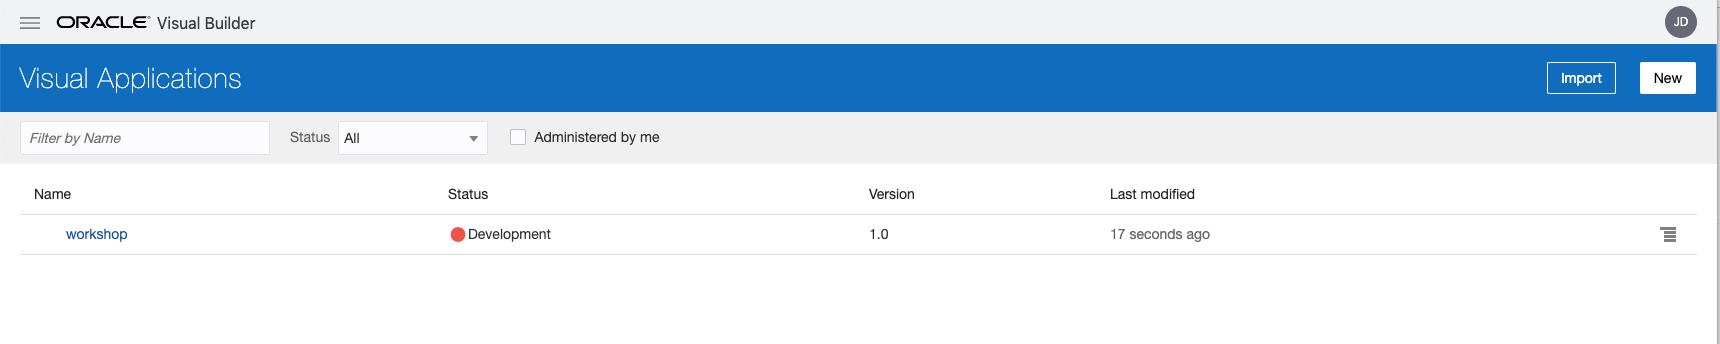 ORACLE® Visual Builder
JD
Visual Applications
Import
New
Filter by Name
Status
All
Administered by me
Name Status Version Last modified
workshop Development 1.0 17 seconds ago